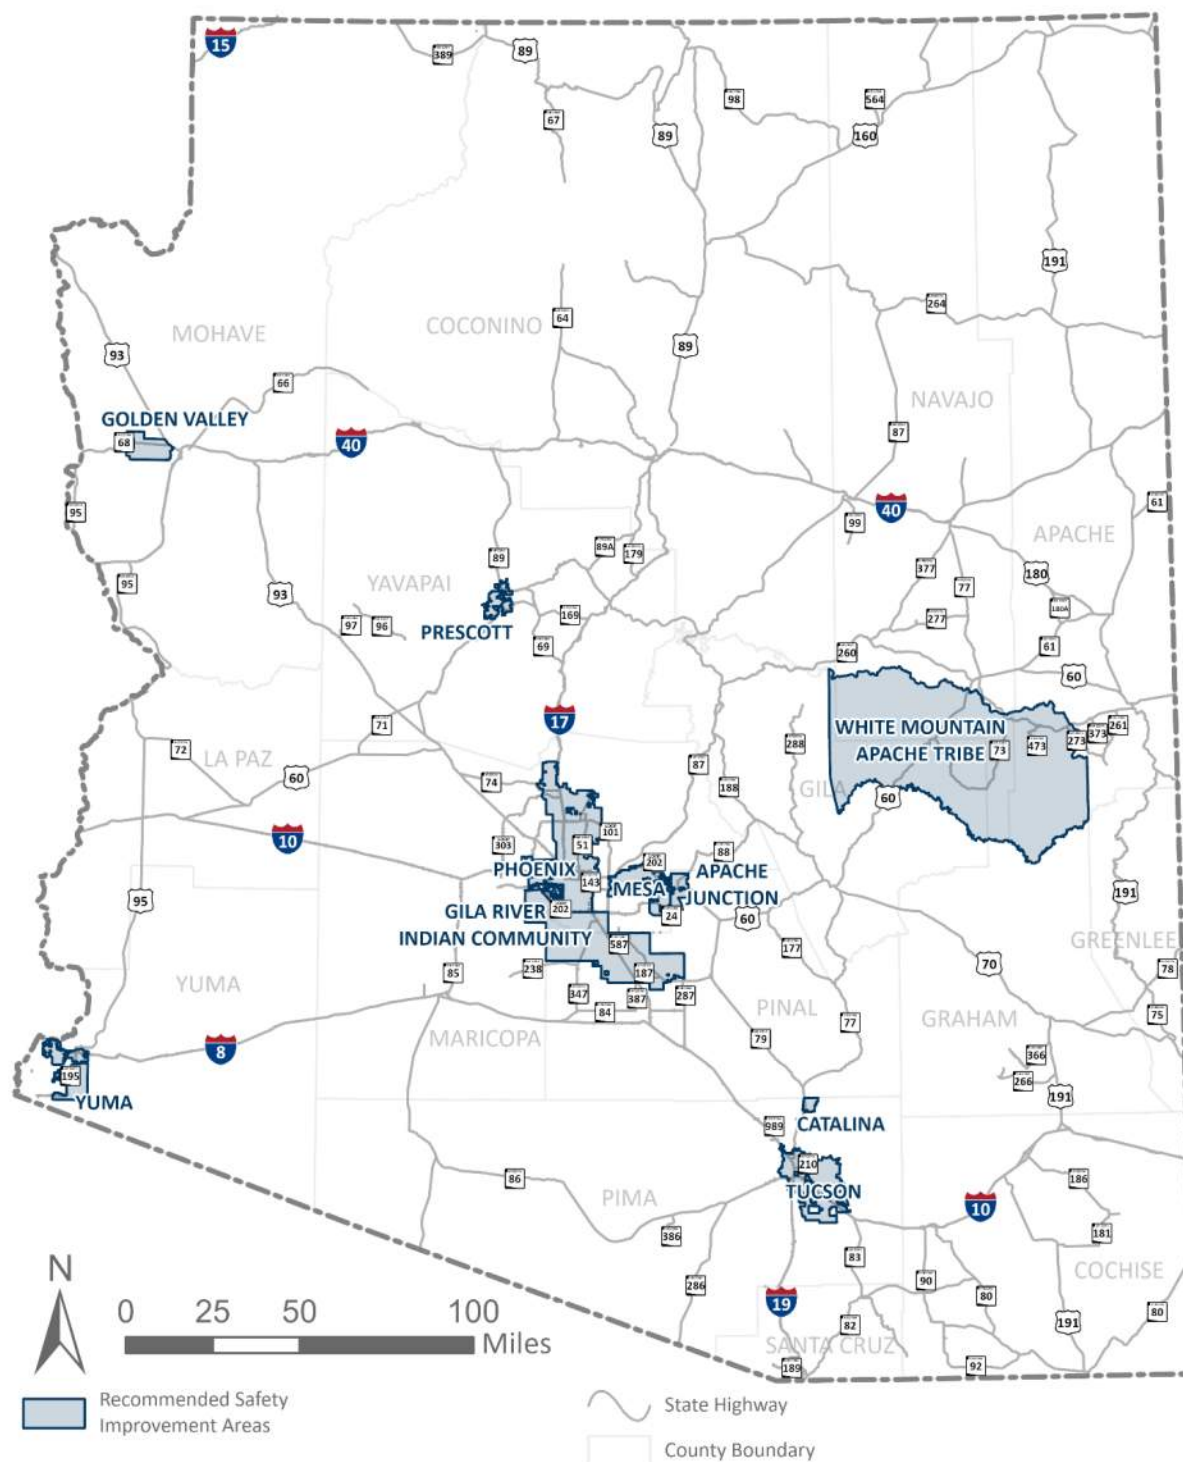 15
389
89
67
89
98
564
160
191
264
MOHAVE
COCONINO
64
93
89
66
NAVAJO
GOLDEN VALLEY
68
40
87
95
40
61
99
APACHE
89
89A
179
377
180
95
93
YAVAPAI
77
180A
97
96
PRESCOTT
169
277
69
260
61
60
17
71
WHITE MOUNTAIN
APACHE TRIBE
72
LA PAZ
60
74
87
288
73
473
273
373
261
188
GILA
60
10
303
51
101
88
PHOENIX
143
202
MESA
APACHE
JUNCTION
95
GILA RIVER
202
24
60
191
INDIAN COMMUNITY
587
177
GREENLEE
YUMA
85
238
187
70
78
347
387
287
84
PINAL
GRAHAM
75
MARICOPA
79
77
8
366
195
266
YUMA
191
CATALINA
989
210
86
186
PIMA
TUCSON
10
386
181
83
286
90
COCHISE
80
80
19
82
191
SANTA CRUZ
189
92
N
0 25 50 100
Miles
Recommended Safety
Improvement Areas
State Highway
County Boundary